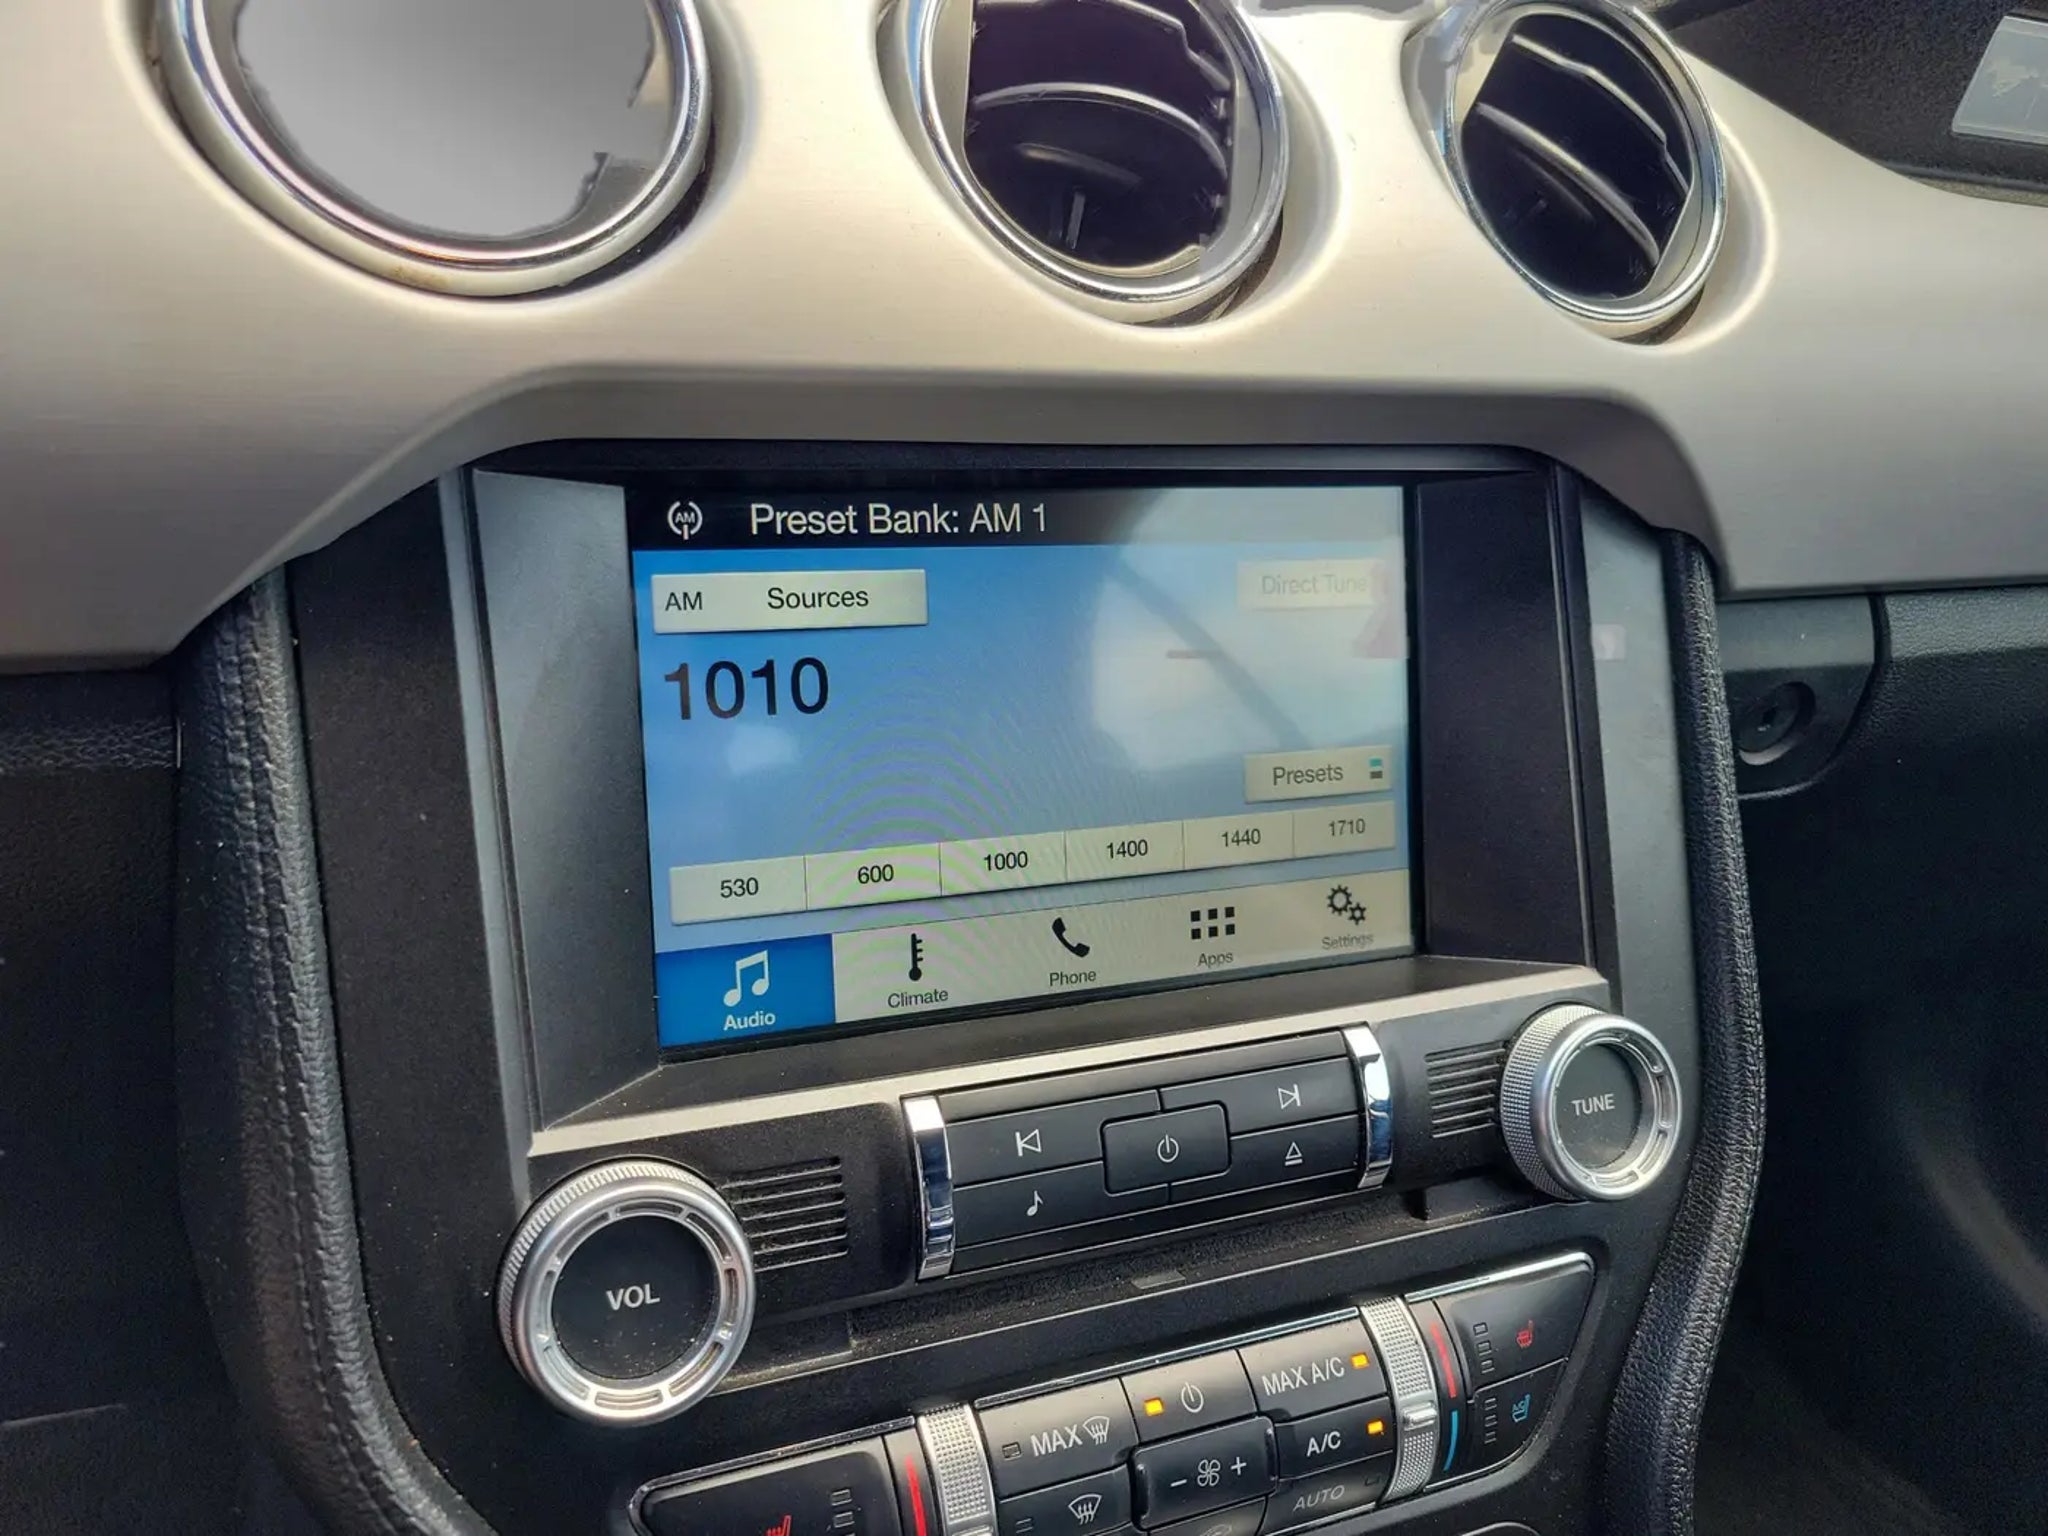 AM Preset Bank: AM 1
AM Sources
Direct Tune
1010
Presets
530 600 1000 1400 1440 1710
Audio Climate Phone Apps Settings
TUNE
VOL
MAX A/C
MAX
A/C
AUTO
A/C